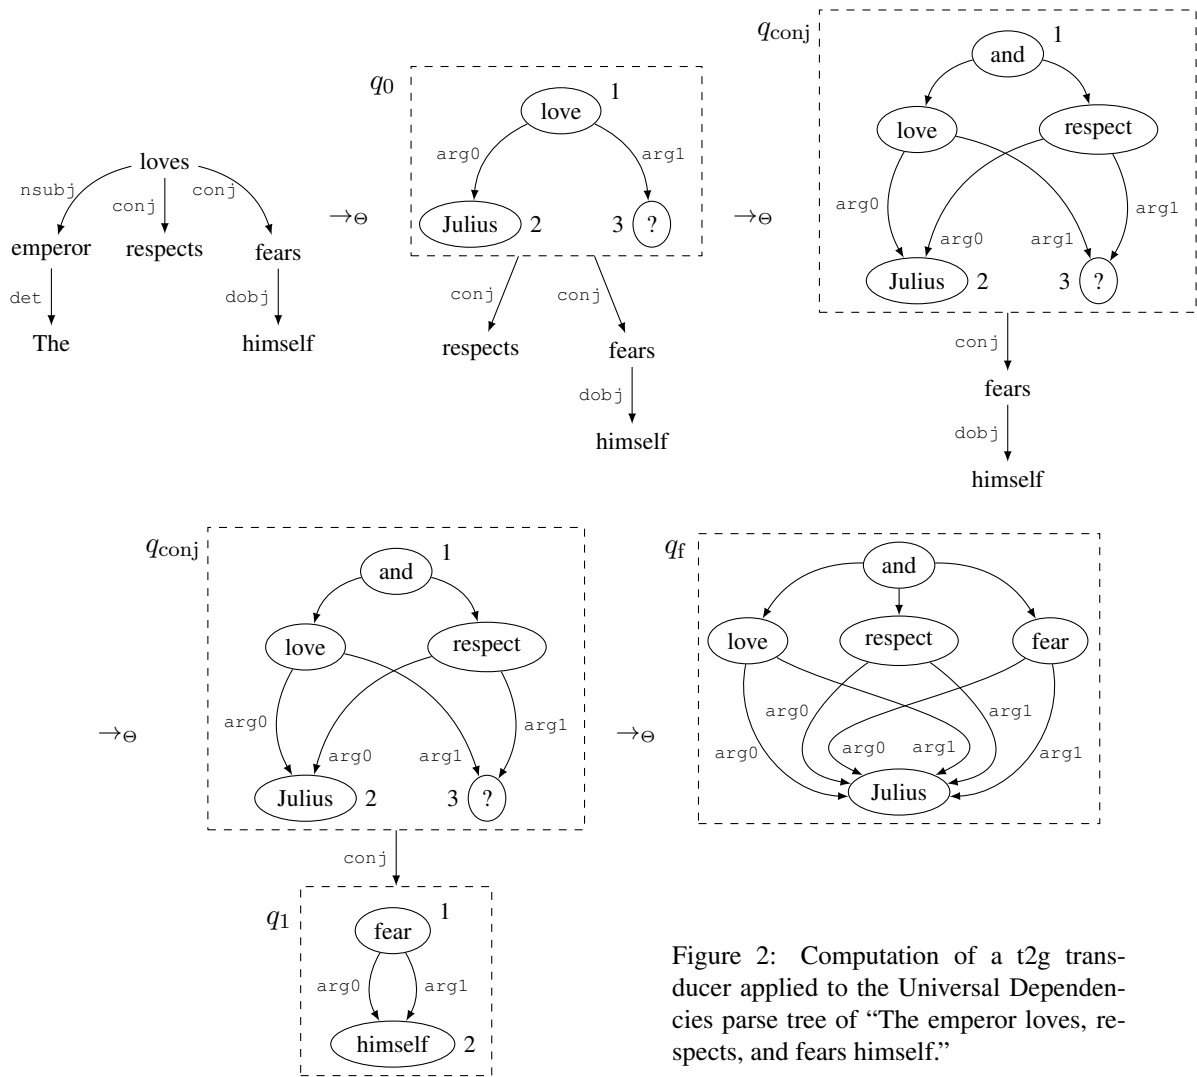 loves
nsubj
conj
conj
emperor
respects
fears
det
dobj
The
himself
→Θ
q0
love
1
arg0
arg1
Julius
2
3
?
conj
conj
respects
fears
dobj
himself
→Θ
qconj
and
1
love
respect
arg0
arg0
arg1
arg1
Julius
2
3
?
conj
fears
dobj
himself
→Θ
qconj
and
1
love
respect
arg0
arg0
arg1
arg1
Julius
2
3
?
conj
q1
fear
1
arg0
arg1
himself
2
→Θ
qf
and
love
respect
fear
arg0
arg0
arg0
arg1
arg1
arg1
Julius
Figure 2: Computation of a t2g trans-
ducer applied to the Universal Dependen-
cies parse tree of “The emperor loves, re-
spects, and fears himself.”